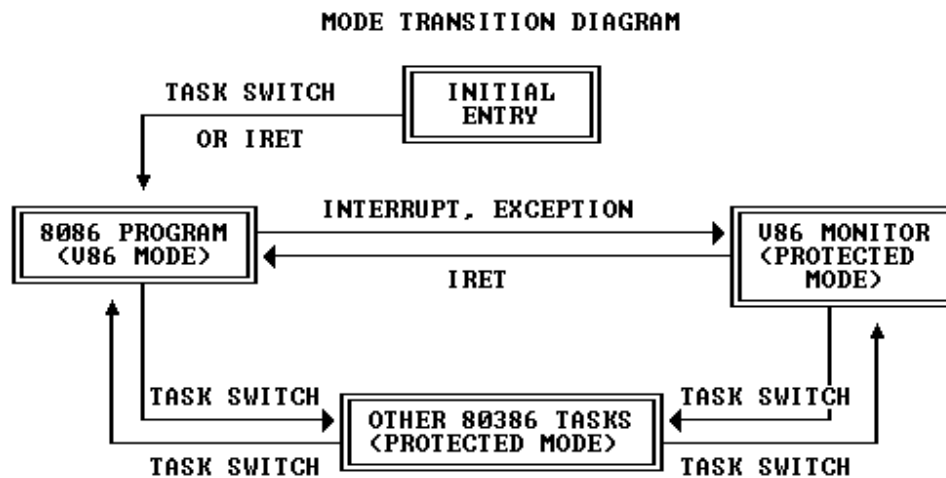 MODE TRANSITION DIAGRAM
TASK SWITCH
OR IRET
INITIAL
ENTRY
8086 PROGRAM
(V86 MODE)
INTERRUPT, EXCEPTION
IRET
V86 MONITOR
(PROTECTED
MODE)
TASK SWITCH
TASK SWITCH
OTHER 80386 TASKS
(PROTECTED MODE)
TASK SWITCH
TASK SWITCH